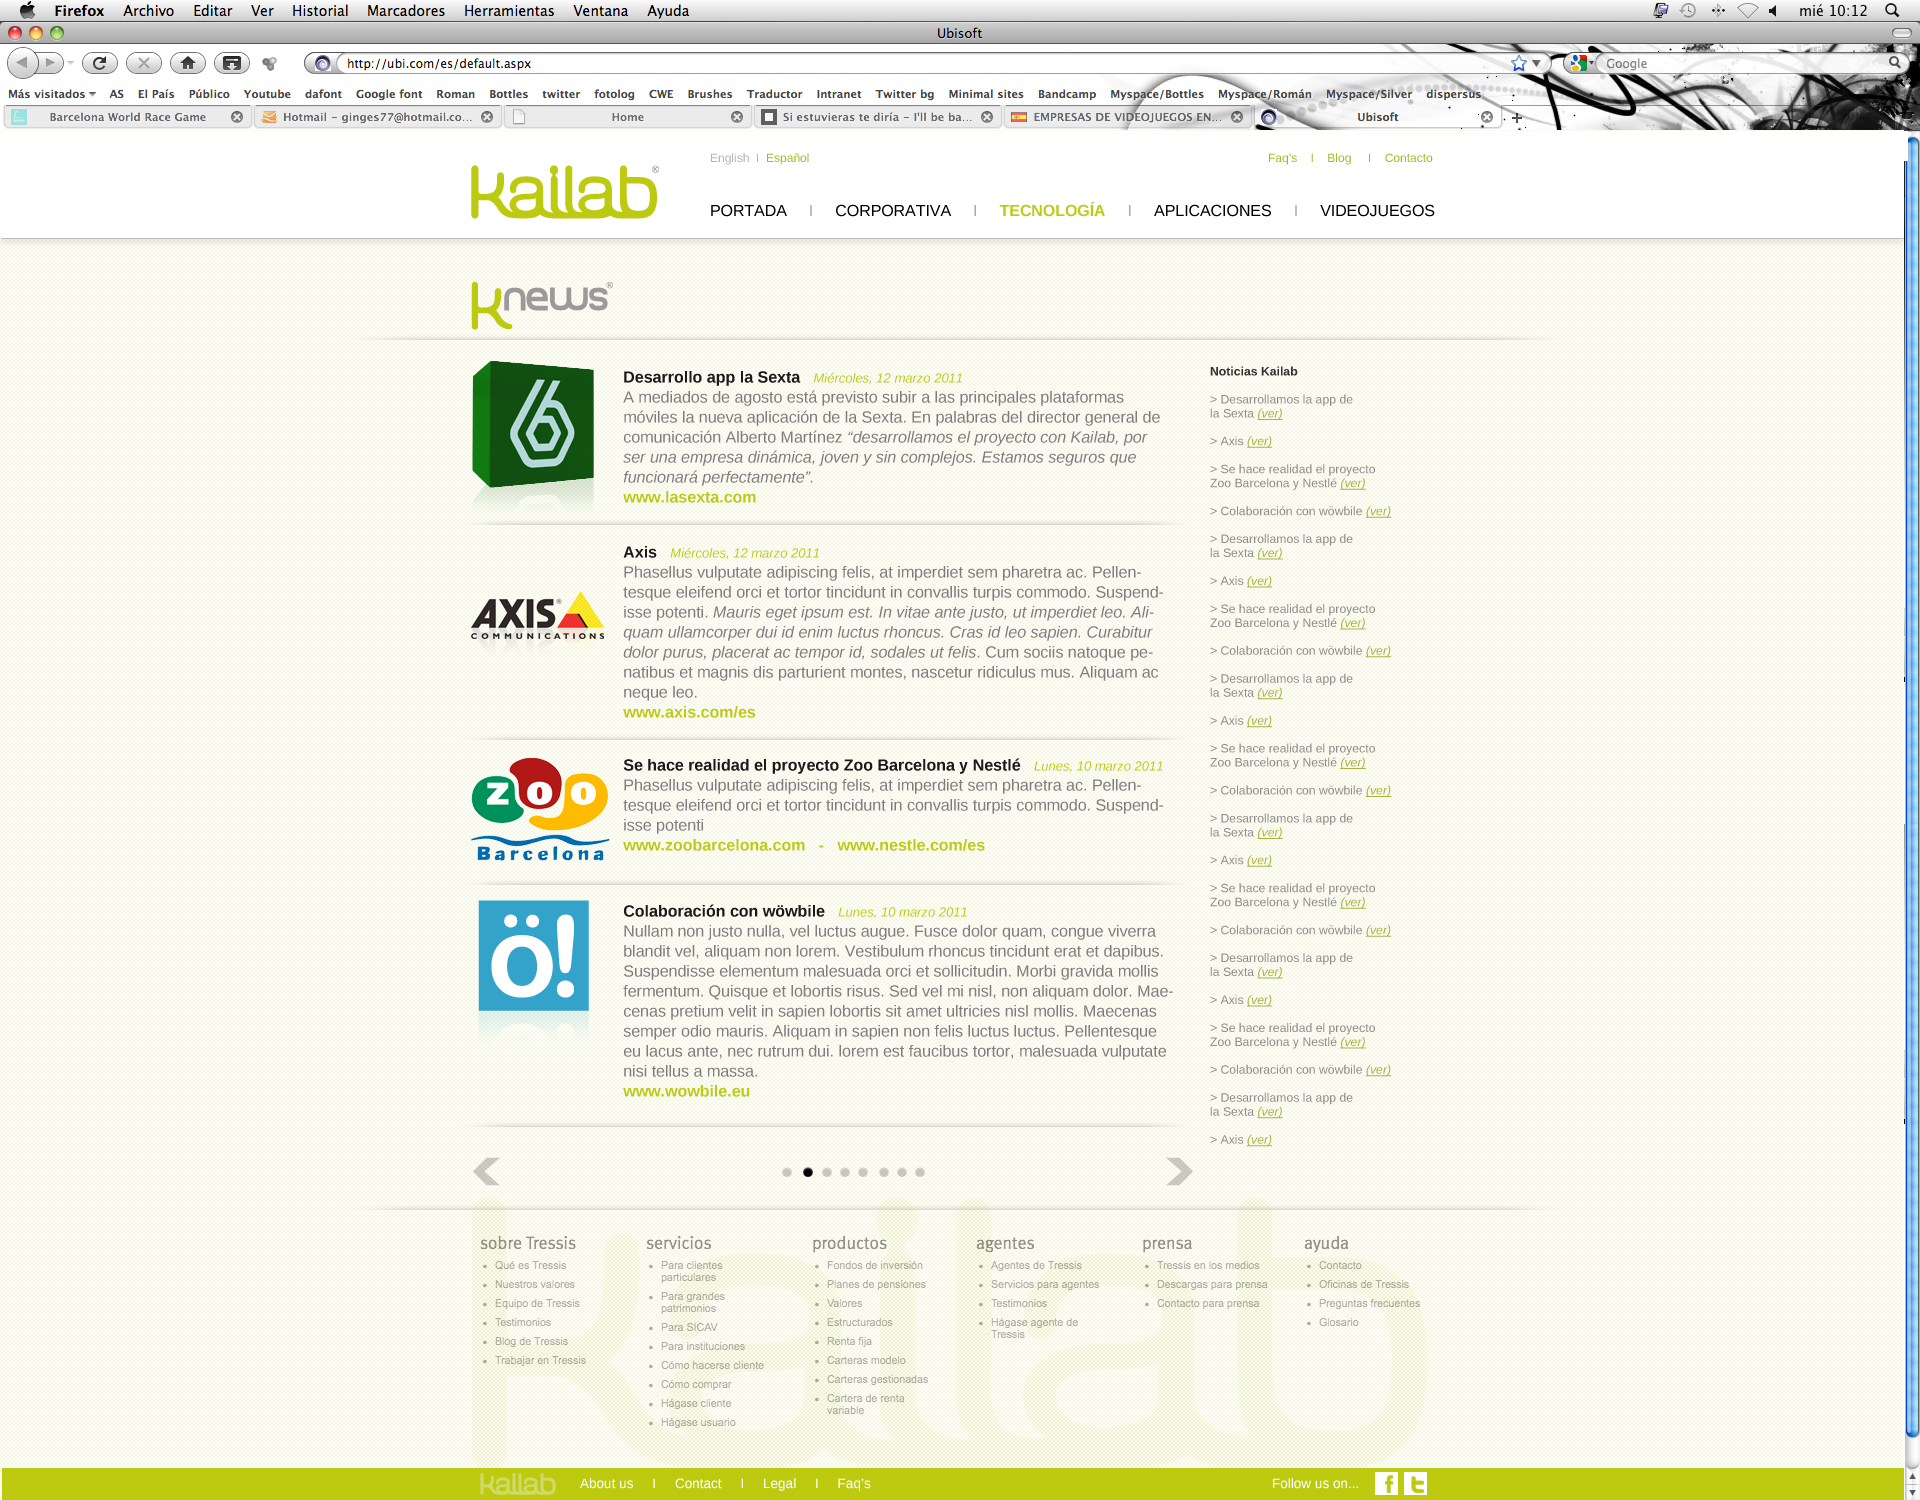 Firefox Archivo Editar Ver Historial Marcadores Herramientas Ventana Ayuda mié 10:12
Ubisoft
http://ubi.com/es/default.aspx Google
Más visitados AS El País Público Youtube dafont Google font Roman Bottles twitter fotolog CWE Brushes Traductor Intranet Twitter bg Minimal sites Bandcamp Myspace/Bottles Myspace/Román Myspace/Silver dispersus
Barcelona World Race Game Hotmail – ginges77@hotmail.co... Home Si estuvieras te diría – I'll be ba... EMPRESAS DE VIDEOJUEGOS EN... Ubisoft
English I Español Faq's I Blog I Contacto
kailab®
PORTADA I CORPORATIVA I TECNOLOGÍA I APLICACIONES I VIDEOJUEGOS
knews®
Desarrollo app la Sexta Miércoles, 12 marzo 2011
A mediados de agosto está previsto subir a las principales plataformas
móviles la nueva aplicación de la Sexta. En palabras del director general de
comunicación Alberto Martínez “desarrollamos el proyecto con Kailab, por
ser una empresa dinámica, joven y sin complejos. Estamos seguros que
funcionará perfectamente”.
www.lasexta.com
6
Axis Miércoles, 12 marzo 2011
Phasellus vulputate adipiscing felis, at imperdiet sem pharetra ac. Pellen-
tesque eleifend orci et tortor tincidunt in convallis turpis commodo. Suspend-
isse potenti. Mauris eget ipsum est. In vitae ante justo, ut imperdiet leo. Ali-
quam ullamcorper dui id enim luctus rhoncus. Cras id leo sapien. Curabitur
dolor purus, placerat ac tempor id, sodales ut felis. Cum sociis natoque pe-
natibus et magnis dis parturient montes, nascetur ridiculus mus. Aliquam ac
neque leo.
www.axis.com/es
AXIS
COMMUNICATIONS
Se hace realidad el proyecto Zoo Barcelona y Nestlé Lunes, 10 marzo 2011
Phasellus vulputate adipiscing felis, at imperdiet sem pharetra ac. Pellen-
tesque eleifend orci et tortor tincidunt in convallis turpis commodo. Suspend-
isse potenti
www.zoobarcelona.com - www.nestle.com/es
zoo
Barcelona
Colaboración con wöwbile Lunes, 10 marzo 2011
Nullam non justo nulla, vel luctus augue. Fusce dolor quam, congue viverra
blandit vel, aliquam non lorem. Vestibulum rhoncus tincidunt erat et dapibus.
Suspendisse elementum malesuada orci et sollicitudin. Morbi gravida mollis
fermentum. Quisque et lobortis risus. Sed vel mi nisl, non aliquam dolor. Mae-
cenas pretium velit in sapien lobortis sit amet ultricies nisl mollis. Maecenas
semper odio mauris. Aliquam in sapien non felis luctus luctus. Pellentesque
eu lacus ante, nec rutrum dui. lorem est faucibus tortor, malesuada vulputate
nisi tellus a massa.
www.wowbile.eu
ö!
Noticias Kailab
> Desarrollamos la app de
la Sexta (ver)
> Axis (ver)
> Se hace realidad el proyecto
Zoo Barcelona y Nestlé (ver)
> Colaboración con wöwbile (ver)
> Desarrollamos la app de
la Sexta (ver)
> Axis (ver)
> Se hace realidad el proyecto
Zoo Barcelona y Nestlé (ver)
> Colaboración con wöwbile (ver)
> Desarrollamos la app de
la Sexta (ver)
> Axis (ver)
> Se hace realidad el proyecto
Zoo Barcelona y Nestlé (ver)
> Colaboración con wöwbile (ver)
> Desarrollamos la app de
la Sexta (ver)
> Axis (ver)
> Se hace realidad el proyecto
Zoo Barcelona y Nestlé (ver)
> Colaboración con wöwbile (ver)
> Desarrollamos la app de
la Sexta (ver)
> Axis (ver)
> Se hace realidad el proyecto
Zoo Barcelona y Nestlé (ver)
> Colaboración con wöwbile (ver)
> Desarrollamos la app de
la Sexta (ver)
> Axis (ver)
kailab
sobre Tressis
Qué es Tressis
Nuestros valores
Equipo de Tressis
Testimonios
Blog de Tressis
Trabajar en Tressis
servicios
Para clientes
particulares
Para grandes
patrimonios
Para SICAV
Para instituciones
Cómo hacerse cliente
Cómo comprar
Hágase cliente
Hágase usuario
productos
Fondos de inversión
Planes de pensiones
Valores
Estructurados
Renta fija
Carteras modelo
Carteras gestionadas
Cartera de renta
variable
agentes
Agentes de Tressis
Servicios para agentes
Testimonios
Hágase agente de
Tressis
prensa
Tressis en los medios
Descargas para prensa
Contacto para prensa
ayuda
Contacto
Oficinas de Tressis
Preguntas frecuentes
Glosario
kailab About us I Contact I Legal I Faq's Follow us on... f t